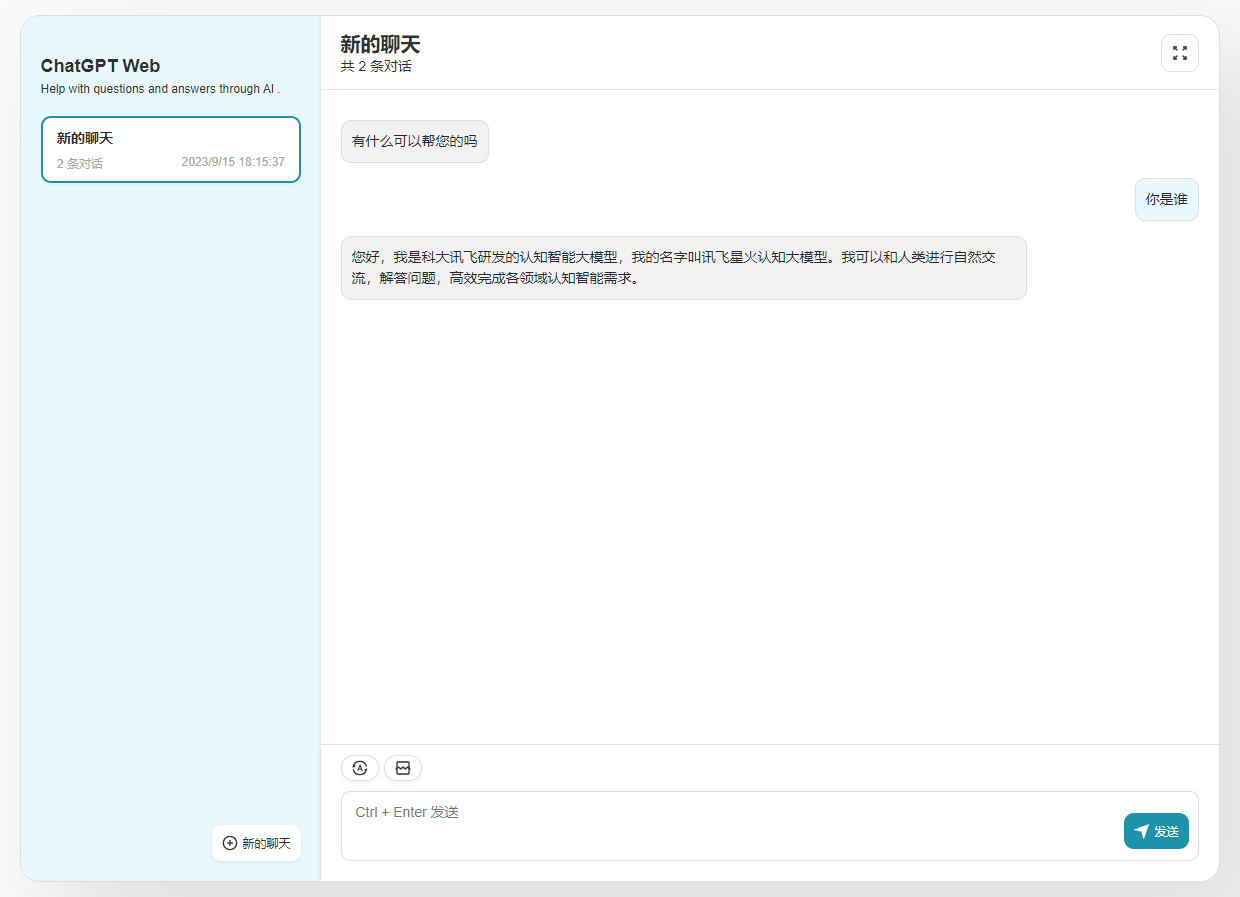 ChatGPT Web
Help with questions and answers through AI .
新的聊天
2 条对话
2023/9/15 18:15:37
新的聊天
新的聊天
共 2 条对话
有什么可以帮您的吗
你是谁
您好，我是科大讯飞研发的认知智能大模型，我的名字叫讯飞星火认知大模型。我可以和人类进行自然交
流，解答问题，高效完成各领域认知智能需求。
A
Ctrl + Enter 发送
发送